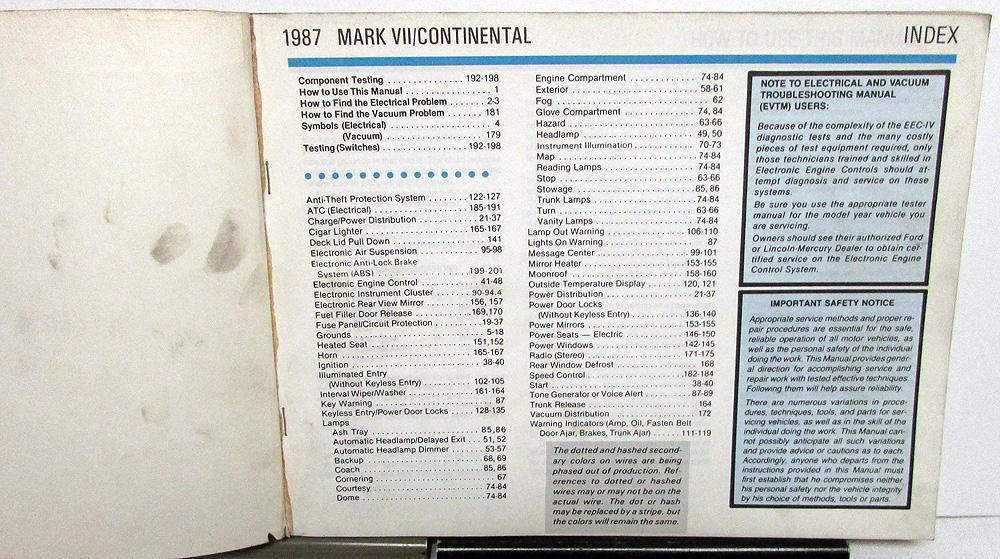 1987 MARK VII/CONTINENTAL
INDEX
Component Testing . . . . . . . . . . . . . . 192-198
How to Use This Manual . . . . . . . . . . . . . . 1
How to Find the Electrical Problem . . . . . . . 2-3
How to Find the Vacuum Problem . . . . . . . 181
Symbols (Electrical) . . . . . . . . . . . . . . 4
(Vacuum) . . . . . . . . . . . . . . 179
Testing (Switches) . . . . . . . . . . . . . . 192-198
Anti-Theft Protection System . . . . . . . 122-127
ATC (Electrical) . . . . . . . . . . . . . . 185-191
Charge/Power Distribution . . . . . . . 21-37
Cigar Lighter . . . . . . . . . . . . . . 165-167
Deck Lid Pull Down . . . . . . . . . . . . . . 141
Electronic Air Suspension . . . . . . . 95-98
Electronic Anti-Lock Brake
System (ABS) . . . . . . . . . . . . . . 199-201
Electronic Engine Control . . . . . . . 41-48
Electronic Instrument Cluster . . . . 90-94.4
Electronic Rear View Mirror . . . . . . . 156, 157
Fuel Filler Door Release . . . . . . . 169,170
Fuse Panel/Circuit Protection . . . . . . . 19-37
Grounds . . . . . . . . . . . . . . 5-18
Heated Seat . . . . . . . . . . . . . . 151,152
Horn . . . . . . . . . . . . . . 165-167
Ignition . . . . . . . . . . . . . . 38-40
Illuminated Entry
(Without Keyless Entry) . . . . . . . 102-105
Interval Wiper/Washer . . . . . . . 161-164
Key Warning . . . . . . . . . . . . . . 87
Keyless Entry/Power Door Locks . . . . 128-135
Lamps
Ash Tray . . . . . . . . . . . . . . 85,86
Automatic Headlamp/Delayed Exit . . . 51, 52
Automatic Headlamp Dimmer . . . . . . . 53-57
Backup . . . . . . . . . . . . . . 68, 69
Coach . . . . . . . . . . . . . . 85, 86
Cornering . . . . . . . . . . . . . . 67
Courtesy . . . . . . . . . . . . . . 74-84
Dome . . . . . . . . . . . . . . 74-84
Engine Compartment . . . . . . . . . . . . . . 74-84
Exterior . . . . . . . . . . . . . . 58-61
Fog . . . . . . . . . . . . . . 62
Glove Compartment . . . . . . . . . . . . . . 74, 84
Hazard . . . . . . . . . . . . . . 63-66
Headlamp . . . . . . . . . . . . . . 49, 50
Instrument Illumination . . . . . . . . . . . . . . 70-73
Map . . . . . . . . . . . . . . 74-84
Reading Lamps . . . . . . . . . . . . . . 74-84
Stop . . . . . . . . . . . . . . 63-66
Stowage . . . . . . . . . . . . . . 85, 86
Trunk Lamps . . . . . . . . . . . . . . 74-84
Turn . . . . . . . . . . . . . . 63-66
Vanity Lamps . . . . . . . . . . . . . . 74-84
Lamp Out Warning . . . . . . . . . . . . . . 106-110
Lights On Warning . . . . . . . . . . . . . . 87
Message Center . . . . . . . . . . . . . . 99-101
Mirror Heater . . . . . . . . . . . . . . 153-155
Moonroof . . . . . . . . . . . . . . 158-160
Outside Temperature Display . . . . . . . 120, 121
Power Distribution . . . . . . . . . . . . . . 21-37
Power Door Locks
(Without Keyless Entry) . . . . . . . . . . . . . . 136-140
Power Mirrors . . . . . . . . . . . . . . 153-155
Power Seats — Electric . . . . . . . . . . . . . . 146-150
Power Windows . . . . . . . . . . . . . . 142-145
Radio (Stereo) . . . . . . . . . . . . . . 171-175
Rear Window Defrost . . . . . . . . . . . . . . 168
Speed Control . . . . . . . . . . . . . . 182-184
Start . . . . . . . . . . . . . . 38-40
Tone Generator or Voice Alert . . . . . . . 87-89
Trunk Release . . . . . . . . . . . . . . 164
Vacuum Distribution . . . . . . . . . . . . . . 172
Warning Indicators (Amp, Oil, Fasten Belt
Door Ajar, Brakes, Trunk Ajar) . . . . . . . 111-119
The dotted and hashed second-
ary colors on wires are being
phased out of production. Ref-
erences to dotted or hashed
wires may or may not be on the
actual wire. The dot or hash
may be replaced by a stripe, but
the colors will remain the same.
NOTE TO ELECTRICAL AND VACUUM
TROUBLESHOOTING MANUAL
(EVTM) USERS:
Because of the complexity of the EEC-IV
diagnostic tests and the many costly
pieces of test equipment required, only
those technicians trained and skilled in
Electronic Engine Controls should at-
tempt diagnosis and service on these
systems.
Be sure you use the appropriate tester
manual for the model year vehicle you
are servicing.
Owners should see their authorized Ford
or Lincoln-Mercury Dealer to obtain cer-
tified service on the Electronic Engine
Control System.
IMPORTANT SAFETY NOTICE
Appropriate service methods and proper re-
pair procedures are essential for the safe,
reliable operation of all motor vehicles, as
well as the personal safety of the individual
doing the work. This Manual provides gener-
al direction for accomplishing service and
repair work with tested effective techniques.
Following them will help assure reliability.
There are numerous variations in proce-
dures, techniques, tools, and parts for ser-
vicing vehicles, as well as in the skill of the
individual doing the work. This Manual can-
not possibly anticipate all such variations
and provide advice or cautions as to each.
Accordingly, anyone who departs from the
instructions provided in this Manual must
first establish that he compromises neither
his personal safety nor the vehicle integrity
by his choice of methods, tools or parts.